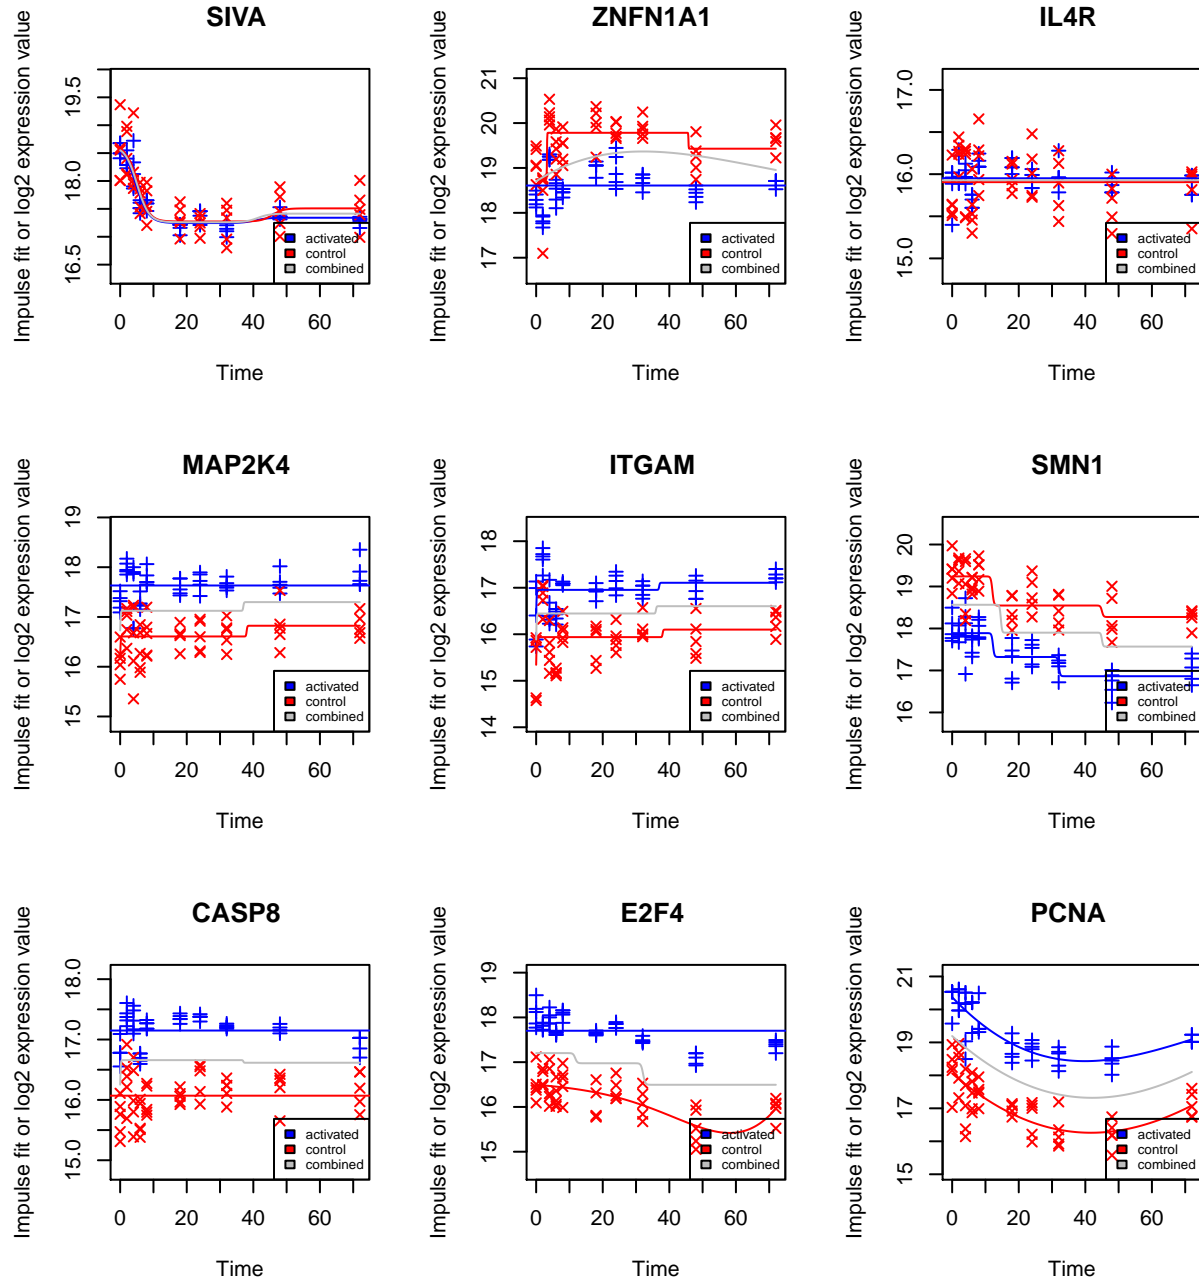 SIVA
ZNFN1A1
IL4R
Impulse fit or log2 expression value
16.5 18.0 19.5
activated
control
combined
0 20 40 60
Time
Impulse fit or log2 expression value
17 18 19 20 21
activated
control
combined
0 20 40 60
Time
Impulse fit or log2 expression value
15.0 16.0 17.0
activated
control
combined
0 20 40 60
Time
MAP2K4
ITGAM
SMN1
Impulse fit or log2 expression value
15 16 17 18 19
activated
control
combined
0 20 40 60
Time
Impulse fit or log2 expression value
14 15 16 17 18
activated
control
combined
0 20 40 60
Time
Impulse fit or log2 expression value
16 17 18 19 20
activated
control
combined
0 20 40 60
Time
CASP8
E2F4
PCNA
Impulse fit or log2 expression value
15.0 16.0 17.0 18.0
activated
control
combined
0 20 40 60
Time
Impulse fit or log2 expression value
15 16 17 18 19
activated
control
combined
0 20 40 60
Time
Impulse fit or log2 expression value
15 17 19 21
activated
control
combined
0 20 40 60
Time